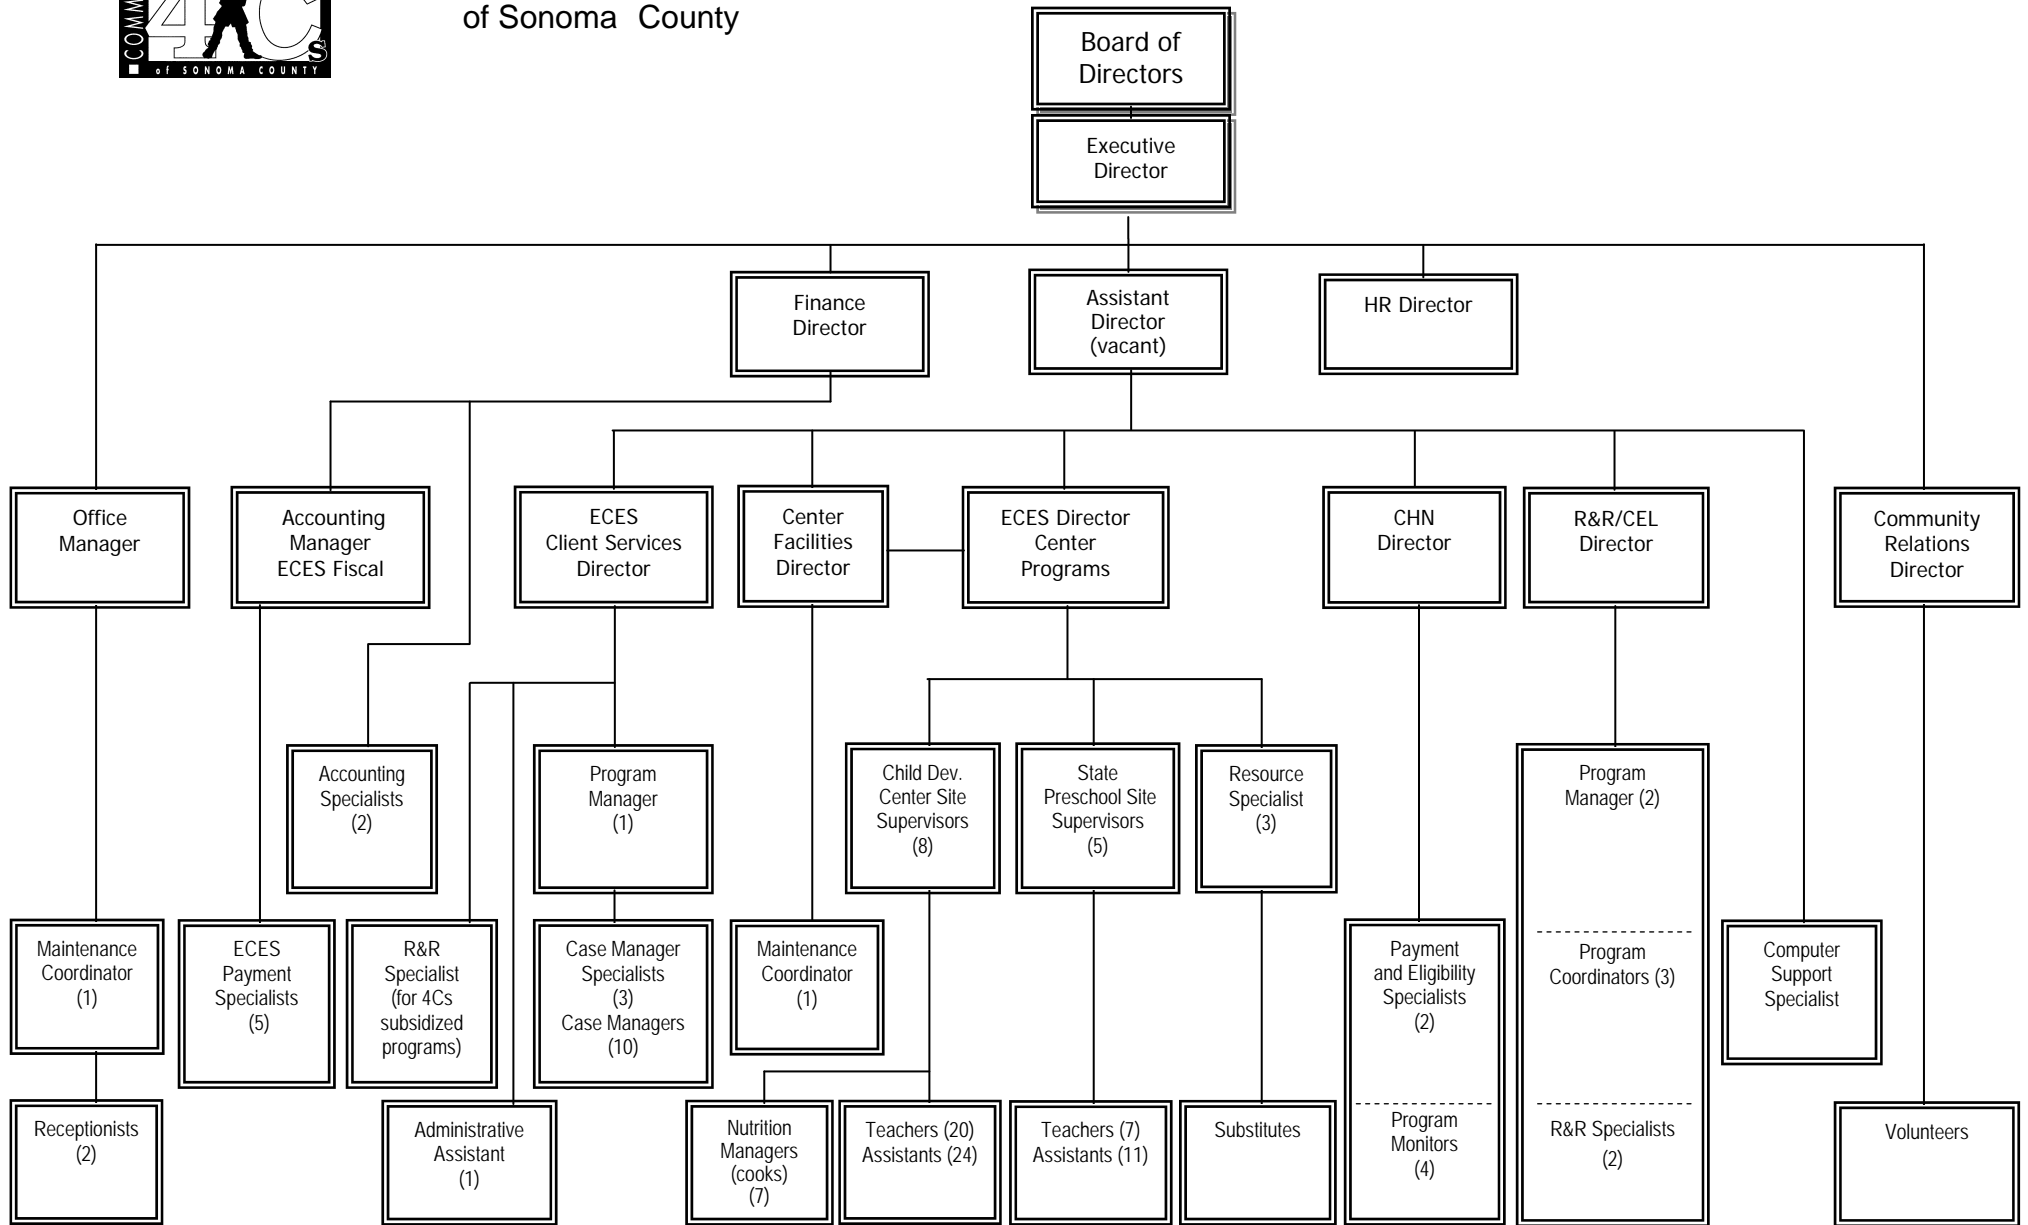 COMM
4Cs
of SONOMA COUNTY
of Sonoma County
Board of
Directors
Executive
Director
Finance
Director
Assistant
Director
(vacant)
HR Director
Office
Manager
Accounting
Manager
ECES Fiscal
ECES
Client Services
Director
Center
Facilities
Director
ECES Director
Center
Programs
CHN
Director
R&R/CEL
Director
Community
Relations
Director
Accounting
Specialists
(2)
Program
Manager
(1)
Child Dev.
Center Site
Supervisors
(8)
State
Preschool Site
Supervisors
(5)
Resource
Specialist
(3)
Program
Manager (2)
Maintenance
Coordinator
(1)
ECES
Payment
Specialists
(5)
R&R
Specialist
(for 4Cs
subsidized
programs)
Case Manager
Specialists
(3)
Case Managers
(10)
Maintenance
Coordinator
(1)
Payment
and Eligibility
Specialists
(2)
Program
Coordinators (3)
Computer
Support
Specialist
Receptionists
(2)
Administrative
Assistant
(1)
Nutrition
Managers
(cooks)
(7)
Teachers (20)
Assistants (24)
Teachers (7)
Assistants (11)
Substitutes
Program
Monitors
(4)
R&R Specialists
(2)
Volunteers